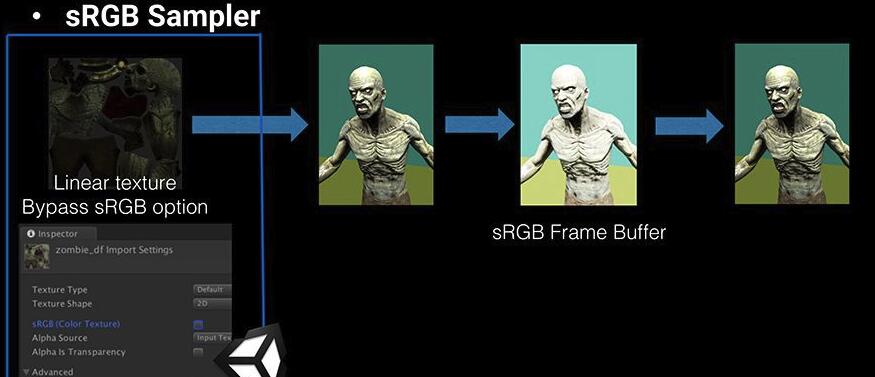 • sRGB Sampler
Linear texture
Bypass sRGB option
sRGB Frame Buffer
Inspector
zombie_df Import Settings
Texture Type Default
Texture Shape 2D
sRGB (Color Texture)
Alpha Source Input Tex
Alpha Is Transparency
Advanced